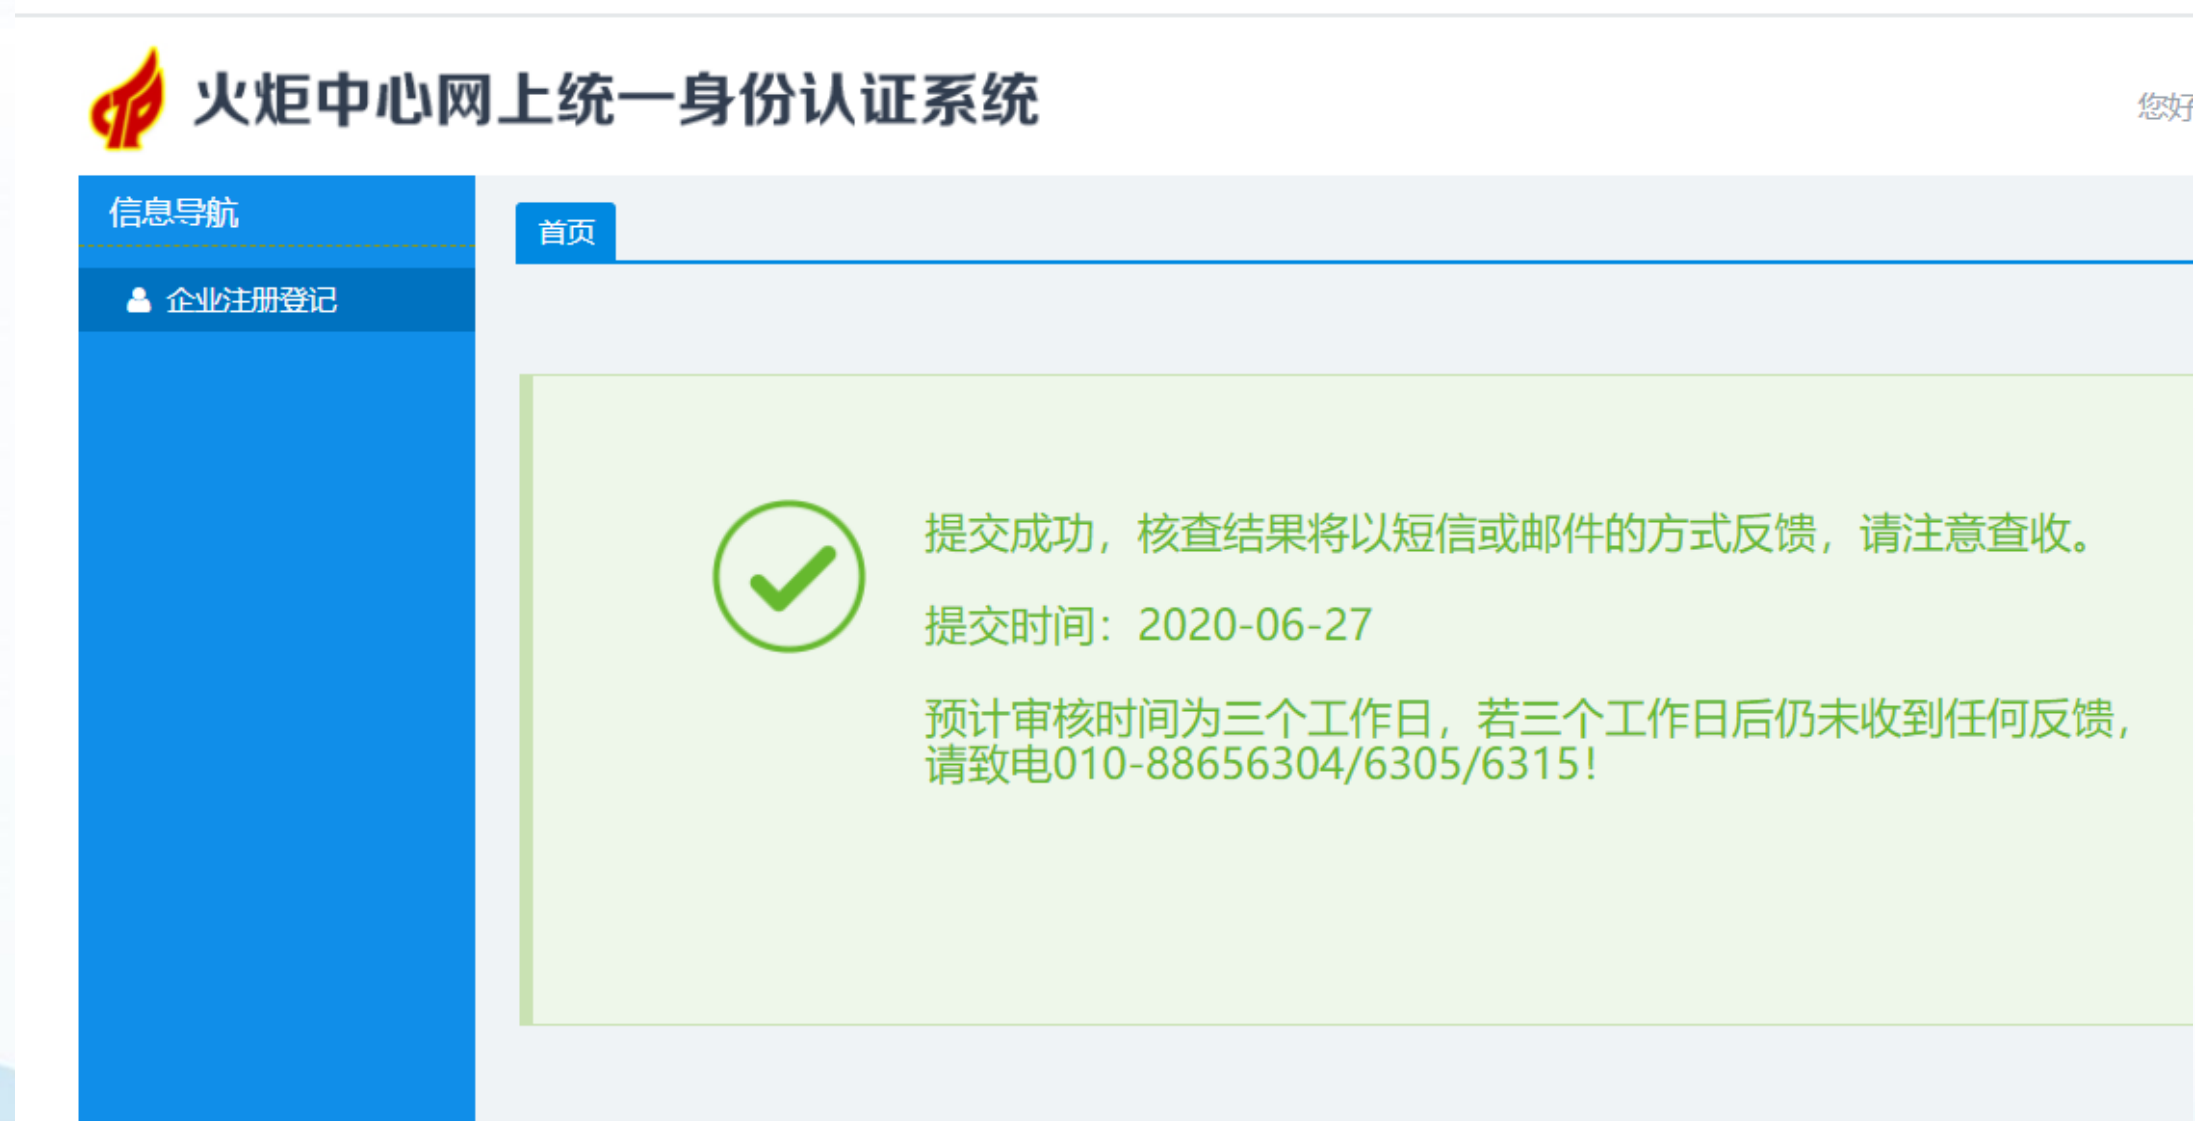 火炬中心网上统一身份认证系统
您好
信息导航
首页
企业注册登记
提交成功，核查结果将以短信或邮件的方式反馈，请注意查收。
提交时间：2020-06-27
预计审核时间为三个工作日，若三个工作日后仍未收到任何反馈，
请致电010-88656304/6305/6315！